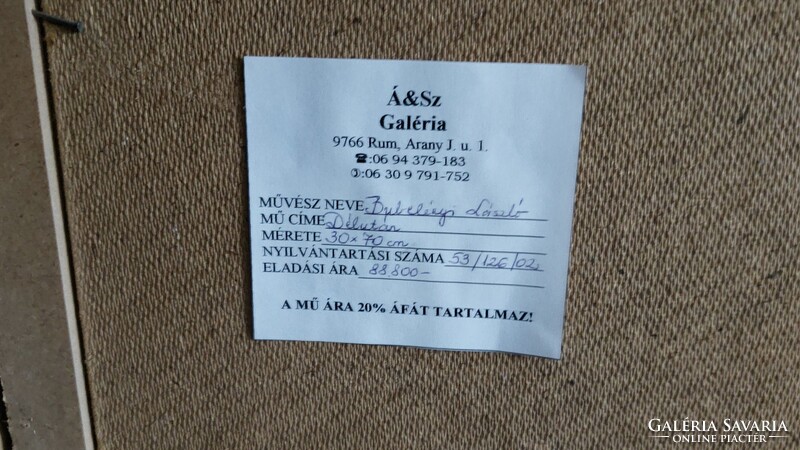 Á&Sz
Galéria
9766 Rum, Arany J. u. 1.
☎:06 94 379-183
✆:06 30 9 791-752
MŰVÉSZ NEVE László
MŰ CÍME Délután
MÉRETE 30×70 cm
NYILVÁNTARTÁSI SZÁMA 53/126/02.
ELADÁSI ÁRA 88 800-
A MŰ ÁRA 20% ÁFÁT TARTALMAZ!
GALÉRIA SAVARIA
ONLINE PIACTÉR